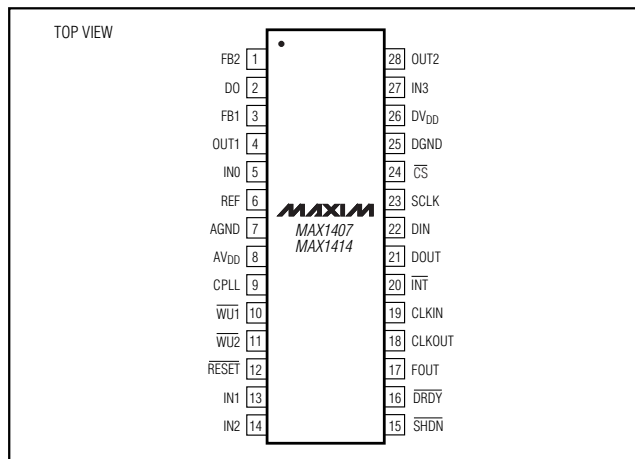 TOP VIEW
FB2 1
DO 2
FB1 3
OUT1 4
IN0 5
REF 6
AGND 7
AVDD 8
CPLL 9
WU1 10
WU2 11
RESET 12
IN1 13
IN2 14
MAXIM
MAX1407
MAX1414
28 OUT2
27 IN3
26 DVDD
25 DGND
24 CS
23 SCLK
22 DIN
21 DOUT
20 INT
19 CLKIN
18 CLKOUT
17 FOUT
16 DRDY
15 SHDN